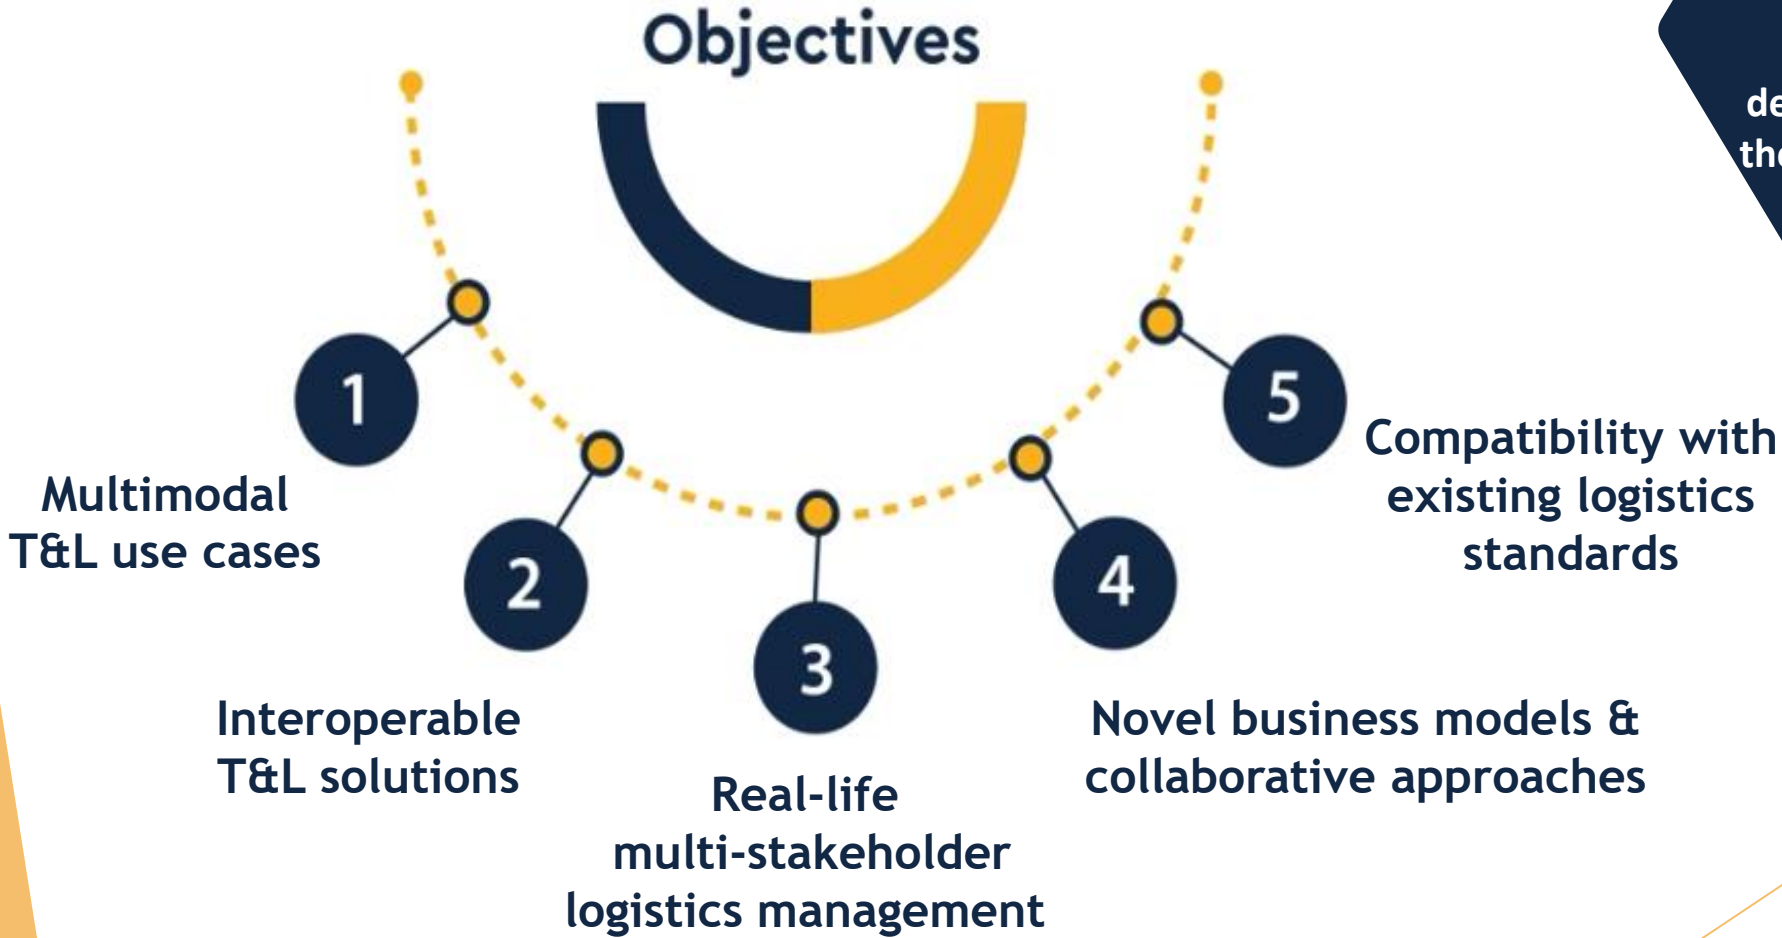 Objectives
1
Multimodal
T&L use cases
2
Interoperable
T&L solutions
3
Real-life
multi-stakeholder
logistics management
4
Novel business models &
collaborative approaches
5
Compatibility with
existing logistics
standards